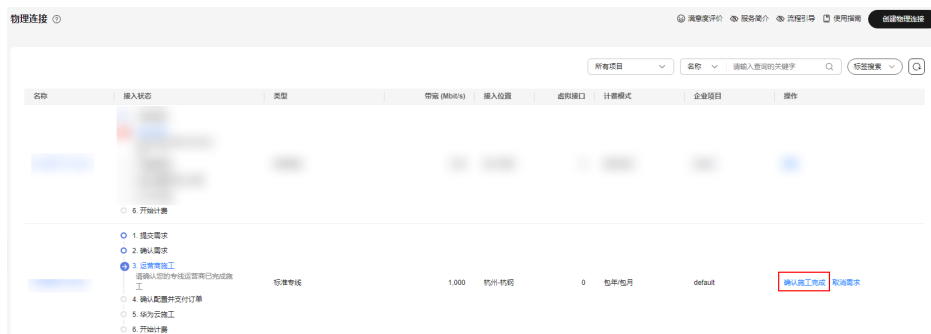 物理连接
满意度评价 服务简介 流程引导 使用指南 创建物理连接
所有项目 名称 请输入查询的关键字 标签搜索
名称 接入状态 类型 带宽 (Mbit/s) 接入位置 虚拟接口 计费模式 企业项目 操作
6. 开始计费
1. 提交需求
2. 确认需求
3. 运营商施工
请确认您的专线运营商已完成施
工
标准专线 1,000 杭州-杭钢 0 包年/包月 default 确认施工完成 取消需求
4. 确认配置并支付订单
5. 华为云施工
6. 开始计费